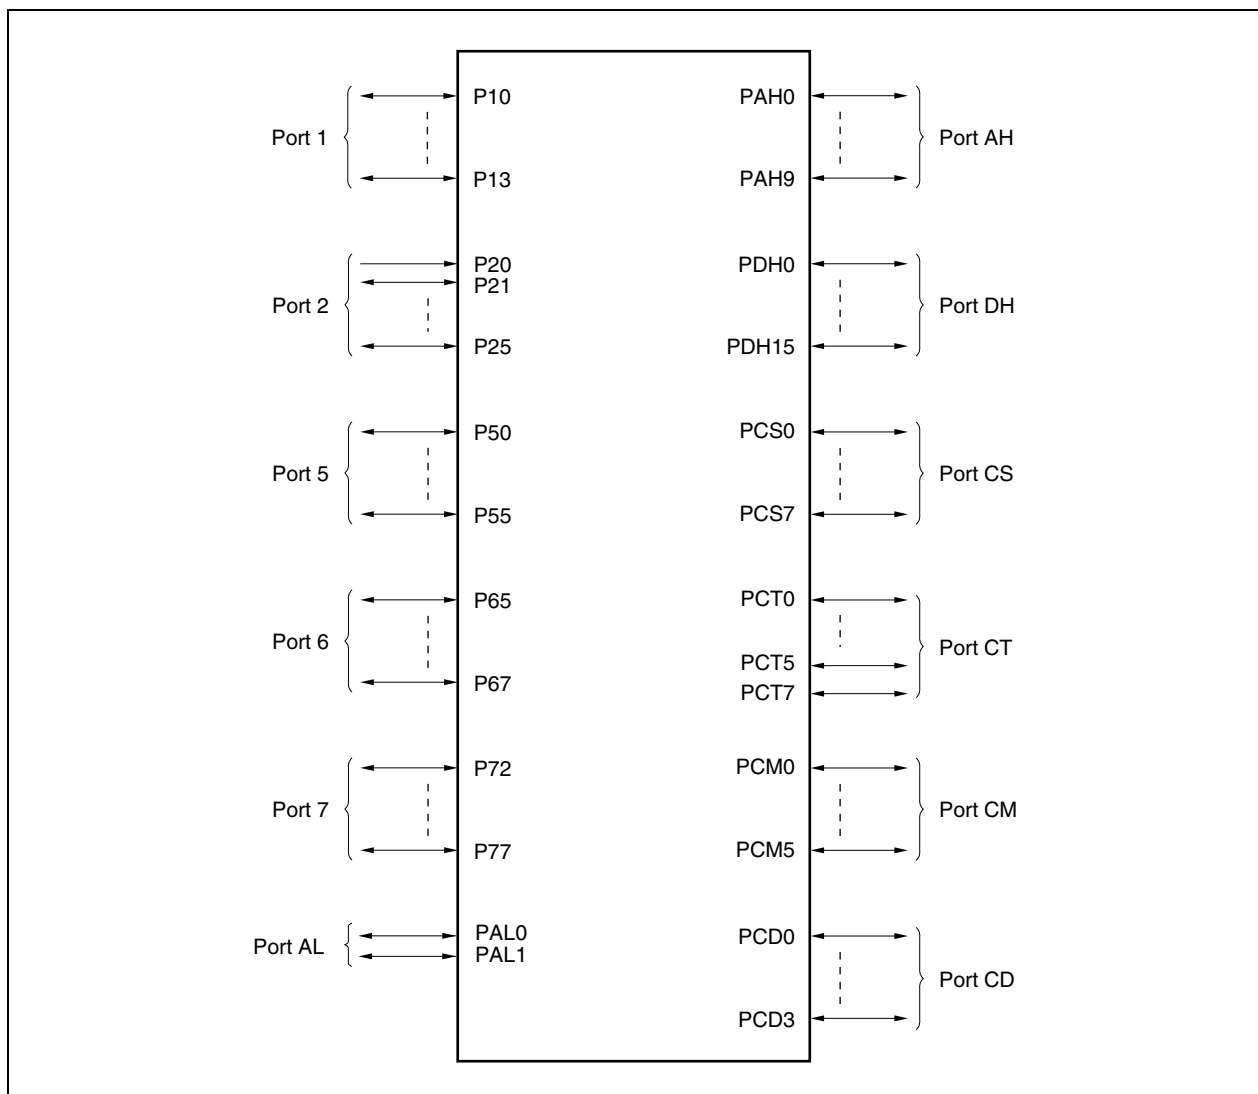 Port 1
P10
P13
Port 2
P20
P21
P25
Port 5
P50
P55
Port 6
P65
P67
Port 7
P72
P77
Port AL
PAL0
PAL1
PAH0
PAH9
Port AH
PDH0
PDH15
Port DH
PCS0
PCS7
Port CS
PCT0
PCT5
PCT7
Port CT
PCM0
PCM5
Port CM
PCD0
PCD3
Port CD